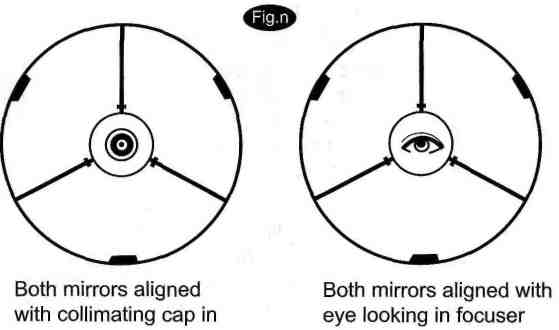 Fig.n
Both mirrors aligned
with collimating cap in
Both mirrors aligned with
eye looking in focuser